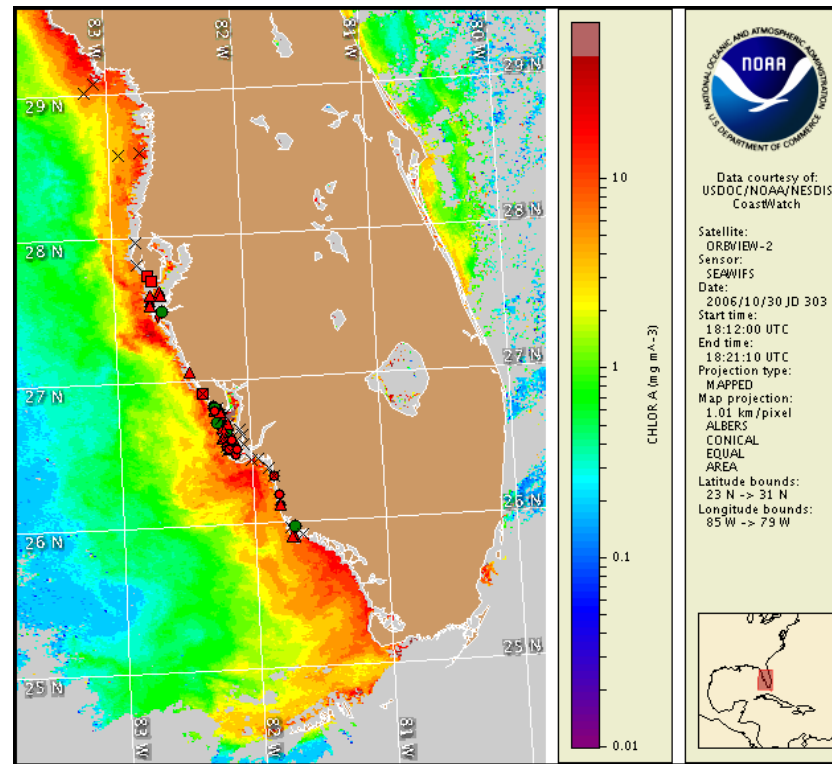 83 W
82 W
81 W
80 W
29 N
29 N
28 N
28 N
27 N
27 N
26 N
26 N
25 N
25 N
83 W
82 W
81 W
10
1
0.1
0.01
CHLOR A (mg m^-3)
NATIONAL OCEANIC AND ATMOSPHERIC ADMINISTRATION
NOAA
U.S. DEPARTMENT OF COMMERCE
Data courtesy of:
USDOC/NOAA/NESDIS
CoastWatch
Satellite:
ORBVIEW-2
Sensor:
SEAWIFS
Date:
2006/10/30 JD 303
Start time:
18:12:00 UTC
End time:
18:21:10 UTC
Projection type:
MAPPED
Map projection:
1.01 km/pixel
ALBERS
CONICAL
EQUAL
AREA
Latitude bounds:
23 N -> 31 N
Longitude bounds:
85 W -> 79 W